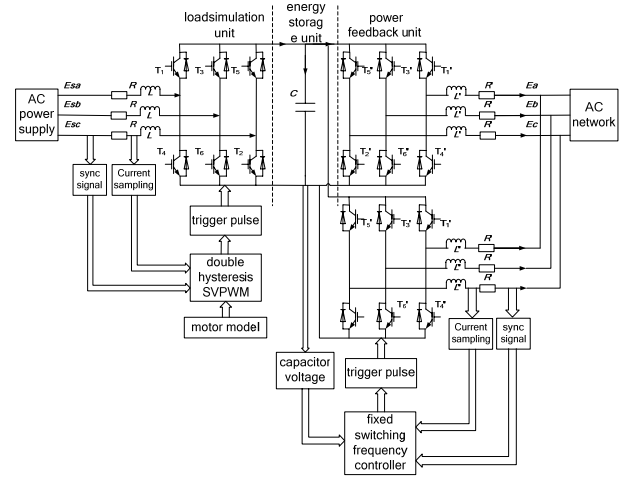 loadsimulation
unit
energy
storag
e unit
power
feedback unit
T1 T3 T5
T5'' T3' T1'
Esa R L
Esb R L
Esc R L
AC
power
supply
C
L' R' Ea
L' R' Eb
L' R' Ec
AC
network
T4 T6 T2
T2' T6' T4'
sync
signal
Current
sampling
trigger pulse
T5'' T3'' T1''
double
hysteresis
SVPWM
L'' R
L'' R
L'' R
motor model
T6'' T4''
Current
sampling
sync
signal
capacitor
voltage
trigger pulse
fixed
switching
frequency
controller